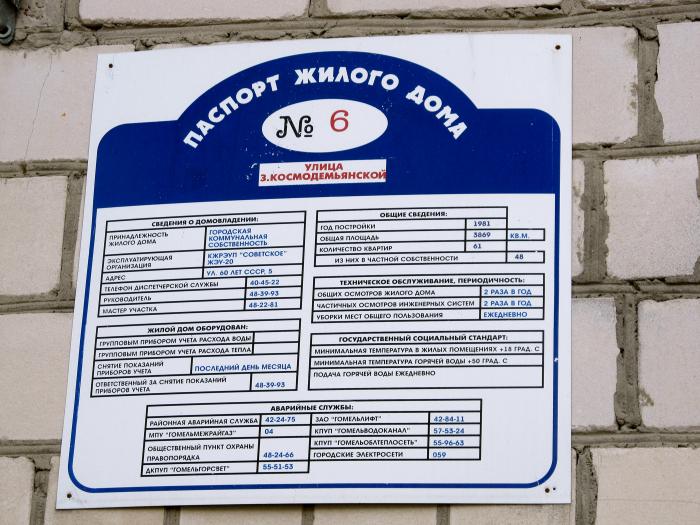 ПАСПОРТ ЖИЛОГО ДОМА
№ 6
УЛИЦА
З.КОСМОДЕМЬЯНСКОЙ
СВЕДЕНИЯ О ДОМОВЛАДЕНИИ:
ПРИНАДЛЕЖНОСТЬ ЖИЛОГО ДОМА ГОРОДСКАЯ КОММУНАЛЬНАЯ СОБСТВЕННОСТЬ
ЭКСПЛУАТИРУЮЩАЯ ОРГАНИЗАЦИЯ КЖРЭУП "СОВЕТСКОЕ" ЖЭУ-20
АДРЕС УЛ. 60 ЛЕТ СССР, 5
ТЕЛЕФОН ДИСПЕТЧЕРСКОЙ СЛУЖБЫ 40-45-22
РУКОВОДИТЕЛЬ 48-39-93
МАСТЕР УЧАСТКА 48-22-81
ЖИЛОЙ ДОМ ОБОРУДОВАН:
ГРУППОВЫМ ПРИБОРОМ УЧЕТА РАСХОДА ВОДЫ
ГРУППОВЫМ ПРИБОРОМ УЧЕТА РАСХОДА ТЕПЛА
СНЯТИЕ ПОКАЗАНИЙ ПРИБОРОВ УЧЕТА ПОСЛЕДНИЙ ДЕНЬ МЕСЯЦА
ОТВЕТСТВЕННЫЙ ЗА СНЯТИЕ ПОКАЗАНИЙ ПРИБОРОВ УЧЕТА 48-39-93
ОБЩИЕ СВЕДЕНИЯ:
ГОД ПОСТРОЙКИ 1981
ОБЩАЯ ПЛОЩАДЬ 3869 КВ.М.
КОЛИЧЕСТВО КВАРТИР 61
ИЗ НИХ В ЧАСТНОЙ СОБСТВЕННОСТИ 48
ТЕХНИЧЕСКОЕ ОБСЛУЖИВАНИЕ, ПЕРИОДИЧНОСТЬ:
ОБЩИХ ОСМОТРОВ ЖИЛОГО ДОМА 2 РАЗА В ГОД
ЧАСТИЧНЫХ ОСМОТРОВ ИНЖЕНЕРНЫХ СИСТЕМ 2 РАЗА В ГОД
УБОРКИ МЕСТ ОБЩЕГО ПОЛЬЗОВАНИЯ ЕЖЕДНЕВНО
ГОСУДАРСТВЕННЫЙ СОЦИАЛЬНЫЙ СТАНДАРТ:
МИНИМАЛЬНАЯ ТЕМПЕРАТУРА В ЖИЛЫХ ПОМЕЩЕНИЯХ +18 ГРАД. С
МИНИМАЛЬНАЯ ТЕМПЕРАТУРА ГОРЯЧЕЙ ВОДЫ +50 ГРАД. С
ПОДАЧА ГОРЯЧЕЙ ВОДЫ ЕЖЕДНЕВНО
АВАРИЙНЫЕ СЛУЖБЫ:
РАЙОННАЯ АВАРИЙНАЯ СЛУЖБА 42-24-75
МПУ "ГОМЕЛЬМЕЖРАЙГАЗ" 04
ОБЩЕСТВЕННЫЙ ПУНКТ ОХРАНЫ ПРАВОПОРЯДКА 48-24-66
ДКПУП "ГОМЕЛЬГОРСВЕТ" 55-51-53
ЗАО "ГОМЕЛЬЛИФТ" 42-84-11
КПУП "ГОМЕЛЬВОДОКАНАЛ" 57-53-24
КПУП "ГОМЕЛЬОБЛТЕПЛОСЕТЬ" 55-96-63
ГОРОДСКИЕ ЭЛЕКТРОСЕТИ 059